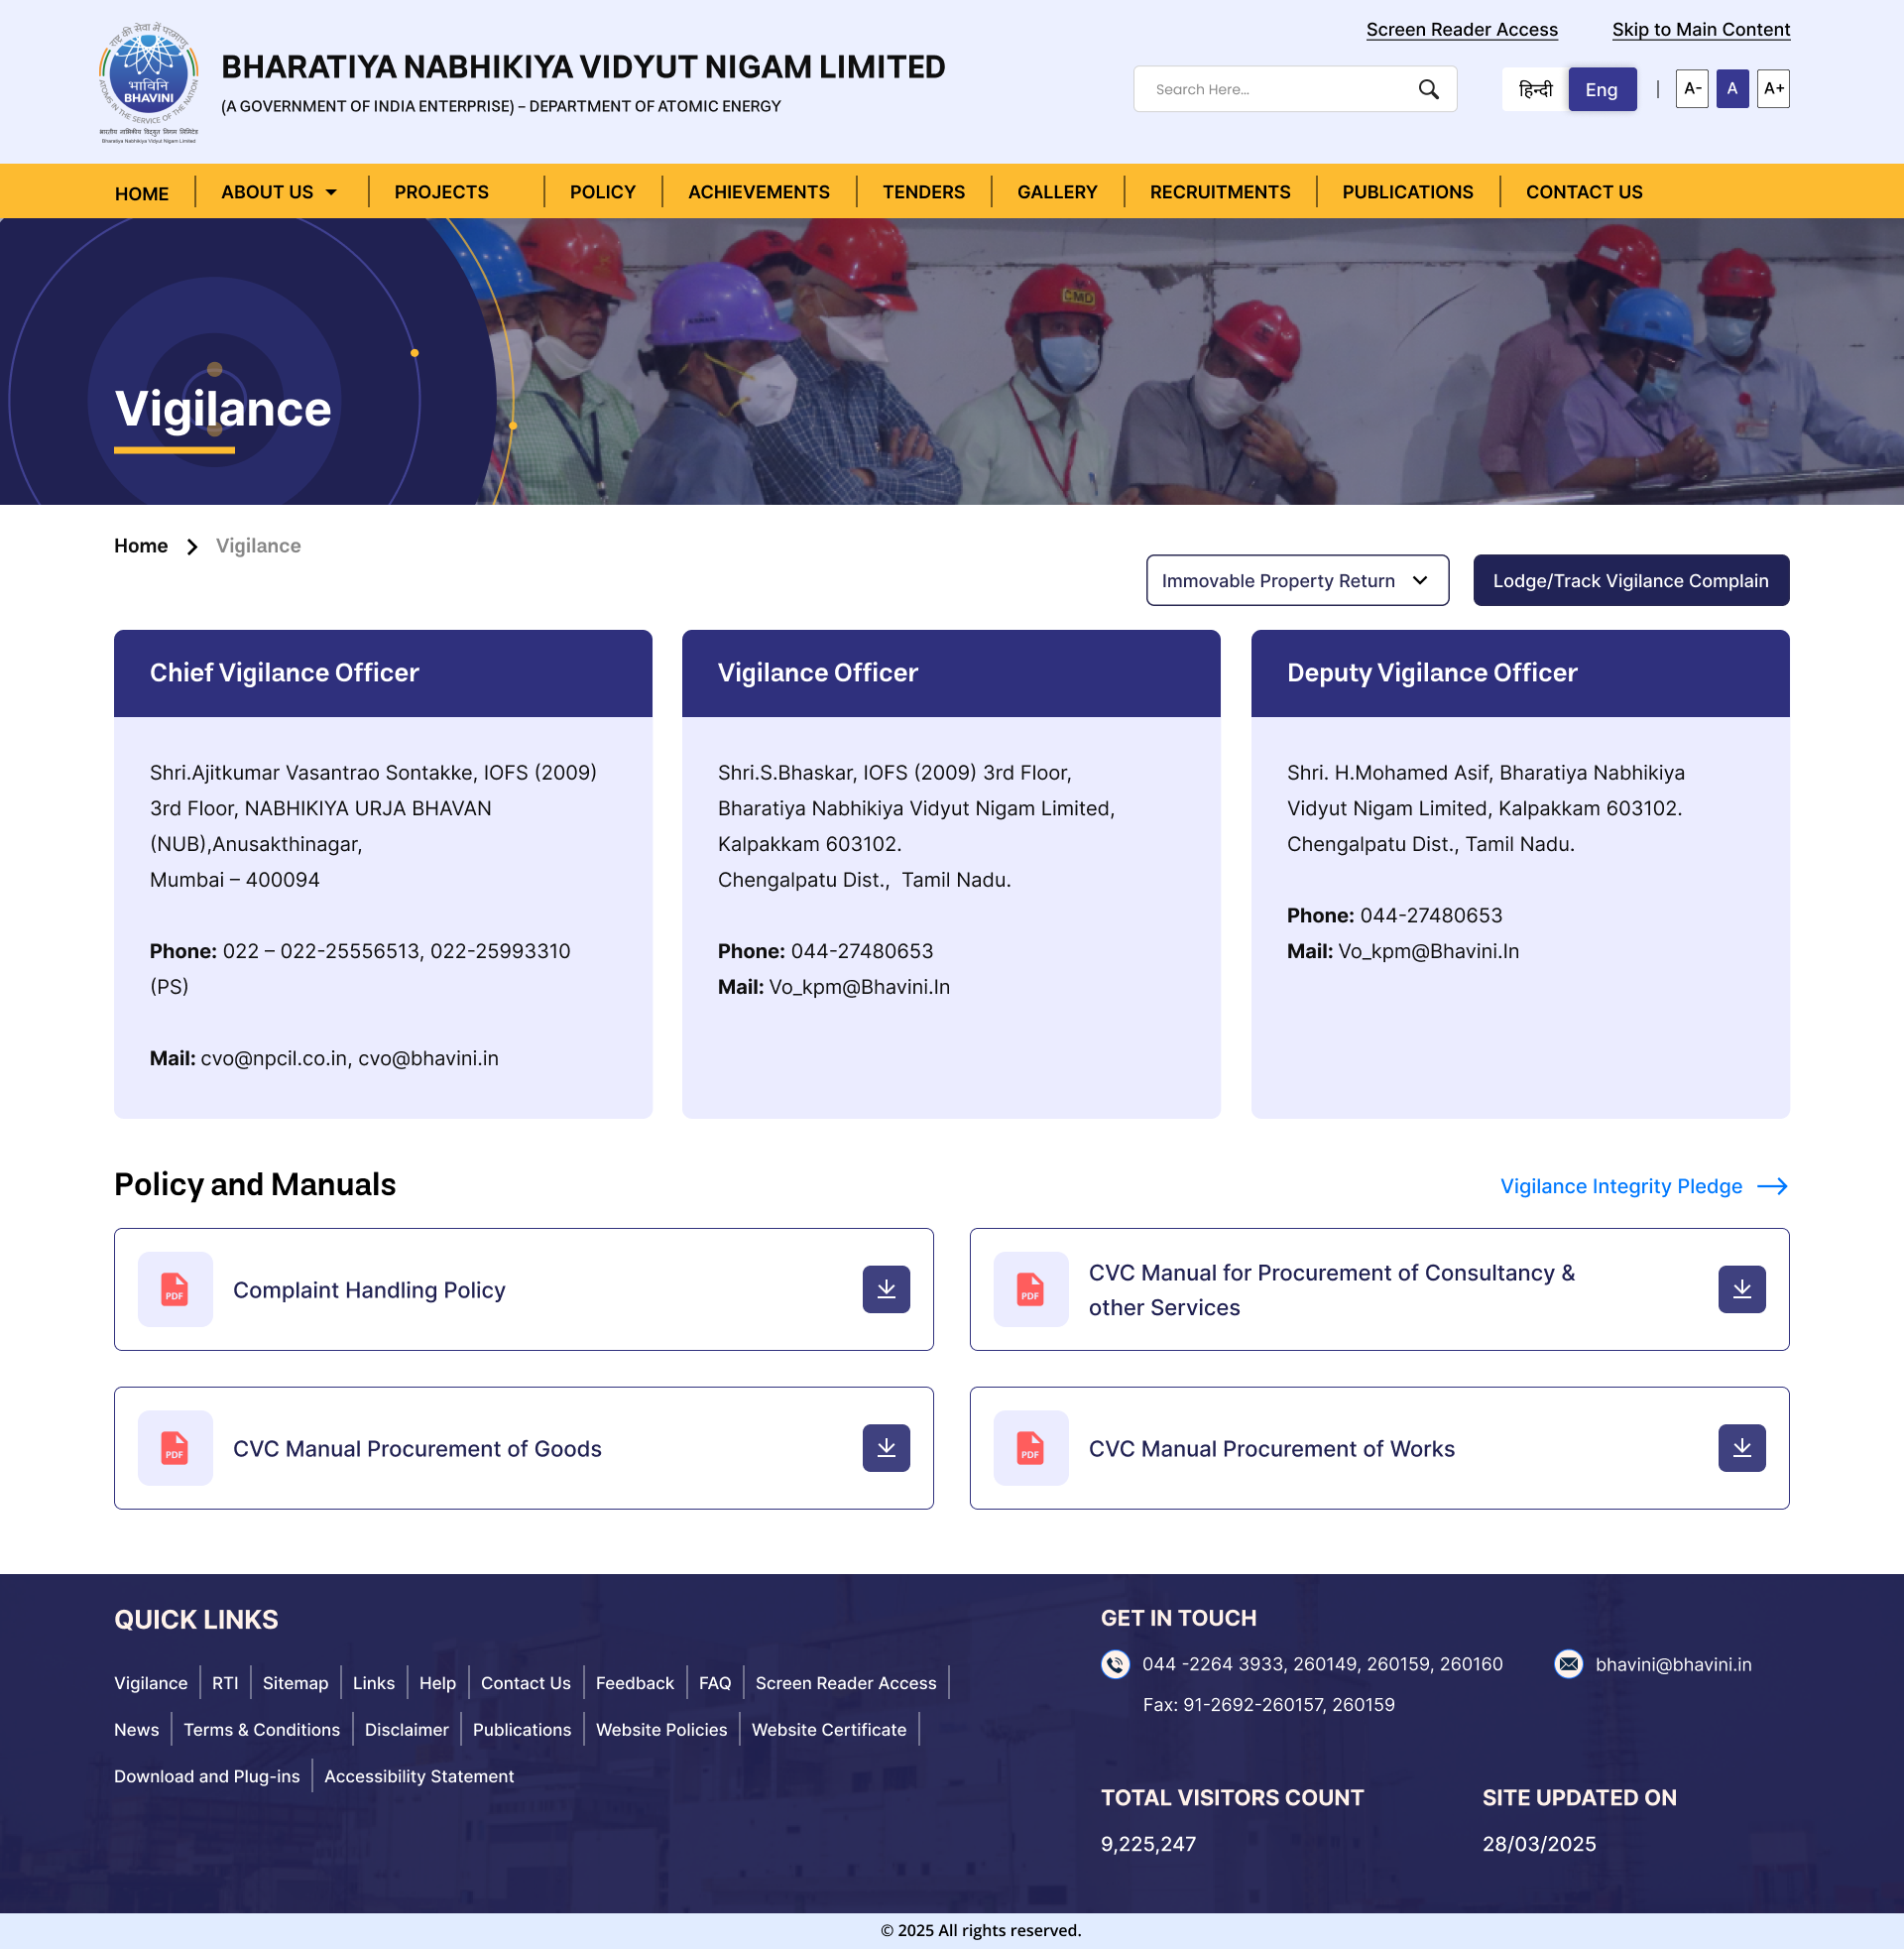 Screen Reader Access
Skip to Main Content
राष्ट्र की सेवा में परमाणु
भाविनि
BHAVINI
ATOMS IN THE SERVICE OF THE NATION
भारतीय नाभिकीय विद्युत निगम लिमिटेड
Bharatiya Nabhikiya Vidyut Nigam Limited
BHARATIYA NABHIKIYA VIDYUT NIGAM LIMITED
(A GOVERNMENT OF INDIA ENTERPRISE) – DEPARTMENT OF ATOMIC ENERGY
Search Here...
हिन्दी
Eng
A-
A
A+
HOME
ABOUT US
PROJECTS
POLICY
ACHIEVEMENTS
TENDERS
GALLERY
RECRUITMENTS
PUBLICATIONS
CONTACT US
CMD
Vigilance
Home
Vigilance
Immovable Property Return
Lodge/Track Vigilance Complain
Chief Vigilance Officer
Shri.Ajitkumar Vasantrao Sontakke, IOFS (2009)
3rd Floor, NABHIKIYA URJA BHAVAN
(NUB),Anusakthinagar,
Mumbai – 400094
Phone: 022 – 022-25556513, 022-25993310
(PS)
Mail: cvo@npcil.co.in, cvo@bhavini.in
Vigilance Officer
Shri.S.Bhaskar, IOFS (2009) 3rd Floor,
Bharatiya Nabhikiya Vidyut Nigam Limited,
Kalpakkam 603102.
Chengalpatu Dist.,  Tamil Nadu.
Phone: 044-27480653
Mail: Vo_kpm@Bhavini.In
Deputy Vigilance Officer
Shri. H.Mohamed Asif, Bharatiya Nabhikiya
Vidyut Nigam Limited, Kalpakkam 603102.
Chengalpatu Dist., Tamil Nadu.
Phone: 044-27480653
Mail: Vo_kpm@Bhavini.In
Policy and Manuals
Vigilance Integrity Pledge
PDF
Complaint Handling Policy
PDF
CVC Manual for Procurement of Consultancy &
other Services
PDF
CVC Manual Procurement of Goods
PDF
CVC Manual Procurement of Works
QUICK LINKS
Vigilance
RTI
Sitemap
Links
Help
Contact Us
Feedback
FAQ
Screen Reader Access
News
Terms & Conditions
Disclaimer
Publications
Website Policies
Website Certificate
Download and Plug-ins
Accessibility Statement
GET IN TOUCH
044 -2264 3933, 260149, 260159, 260160
bhavini@bhavini.in
Fax: 91-2692-260157, 260159
TOTAL VISITORS COUNT
9,225,247
SITE UPDATED ON
28/03/2025
© 2025 All rights reserved.